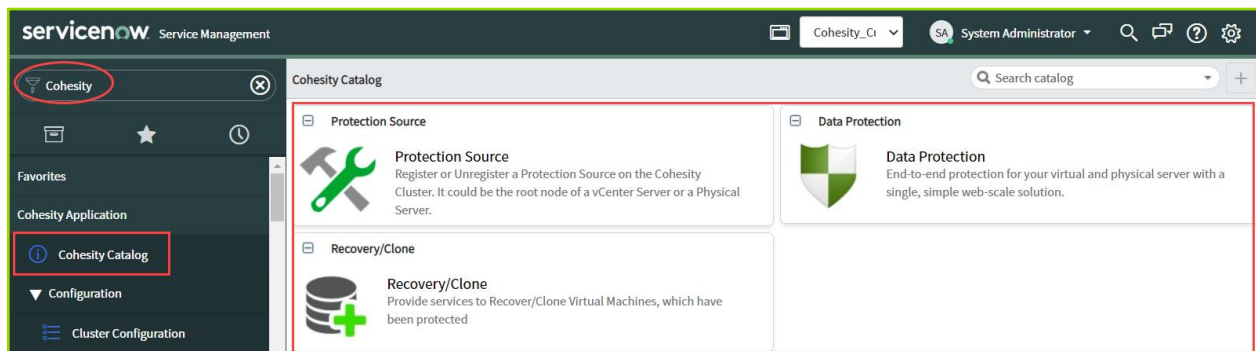 servicenow. Service Management
Cohesity_Cu
SA System Administrator
Cohesity
Favorites
Cohesity Application
Cohesity Catalog
Configuration
Cluster Configuration
Cohesity Catalog
Search catalog
Protection Source
Protection Source
Register or Unregister a Protection Source on the Cohesity
Cluster. It could be the root node of a vCenter Server or a Physical
Server.
Data Protection
Data Protection
End-to-end protection for your virtual and physical server with a
single, simple web-scale solution.
Recovery/Clone
Recovery/Clone
Provide services to Recover/Clone Virtual Machines, which have
been protected